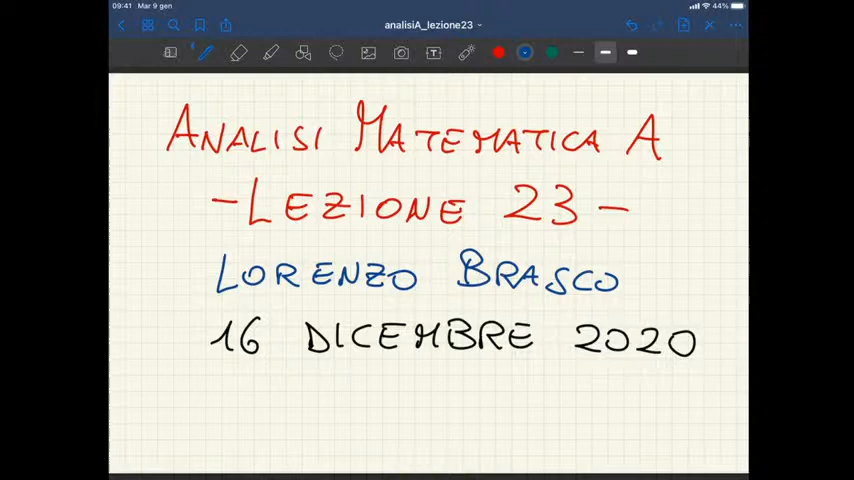 09:41 Mar 9 gen 44%
analisiA_lezione23
ANALISI MATEMATICA A
-LEZIONE 23-
LORENZO BRASCO
16 DICEMBRE 2020